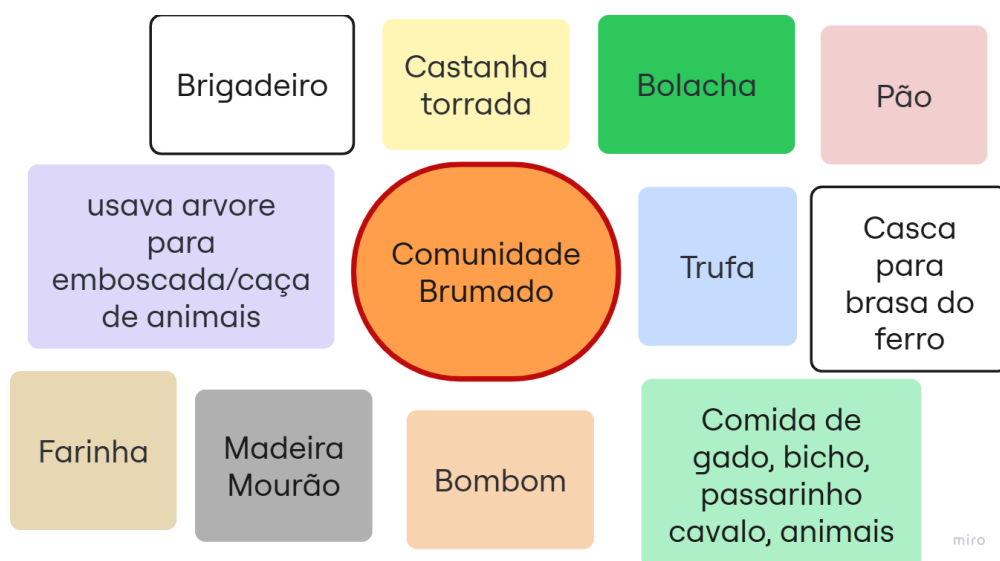 Brigadeiro
Castanha
torrada
Bolacha
Pão
usava arvore
para
emboscada/caça
de animais
Comunidade
Brumado
Trufa
Casca
para
brasa do
ferro
Farinha
Madeira
Mourão
Bombom
Comida de
gado, bicho,
passarinho
cavalo, animais
miro